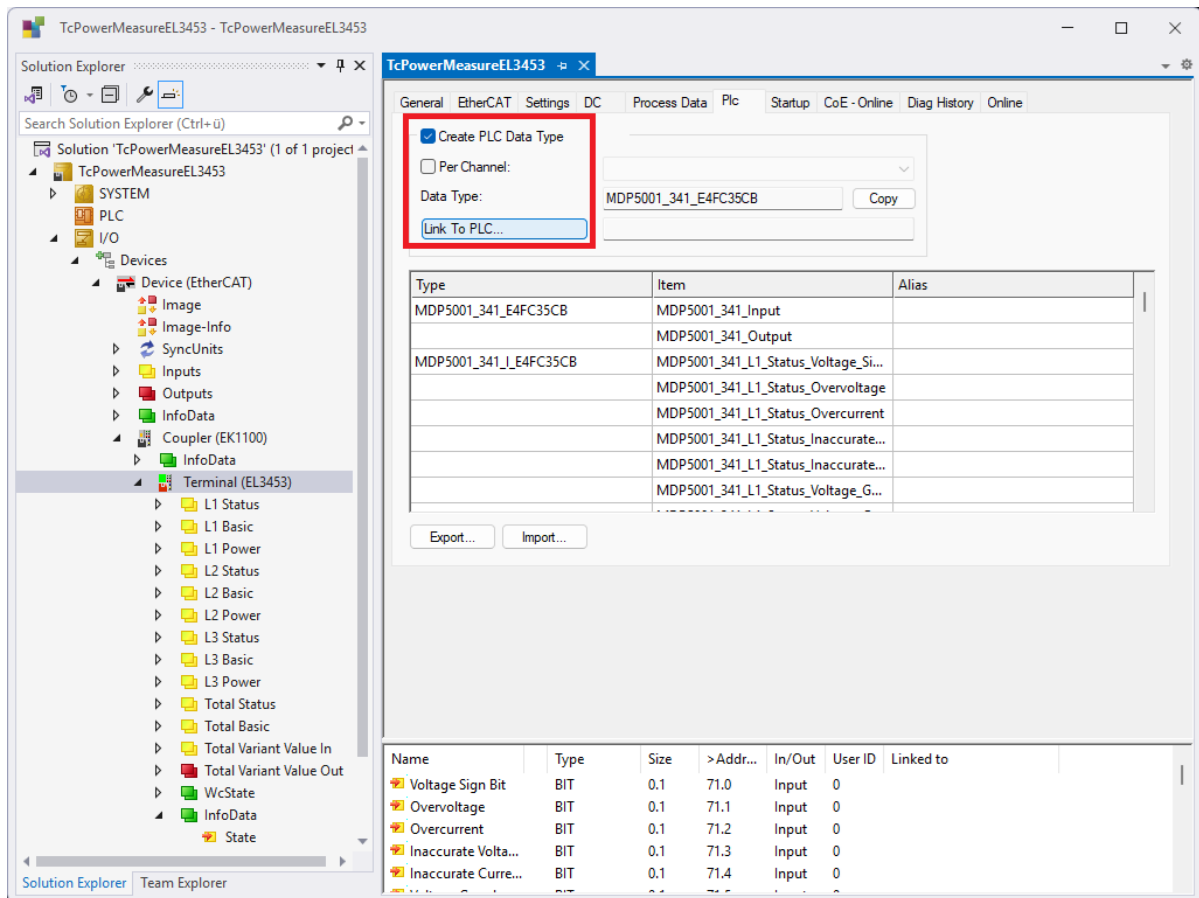 TcPowerMeasureEL3453 - TcPowerMeasureEL3453
Solution Explorer
Search Solution Explorer (Ctrl+ü)
Solution 'TcPowerMeasureEL3453' (1 of 1 project
TcPowerMeasureEL3453
SYSTEM
PLC
I/O
Devices
Device (EtherCAT)
Image
Image-Info
SyncUnits
Inputs
Outputs
InfoData
Coupler (EK1100)
InfoData
Terminal (EL3453)
L1 Status
L1 Basic
L1 Power
L2 Status
L2 Basic
L2 Power
L3 Status
L3 Basic
L3 Power
Total Status
Total Basic
Total Variant Value In
Total Variant Value Out
WcState
InfoData
State
Solution Explorer Team Explorer
TcPowerMeasureEL3453
General EtherCAT Settings DC Process Data Plc Startup CoE - Online Diag History Online
Create PLC Data Type
Per Channel:
Data Type: MDP5001_341_E4FC35CB Copy
Link To PLC...
Type Item Alias
MDP5001_341_E4FC35CB MDP5001_341_Input
MDP5001_341_Output
MDP5001_341_I_E4FC35CB MDP5001_341_L1_Status_Voltage_Si...
MDP5001_341_L1_Status_Overvoltage
MDP5001_341_L1_Status_Overcurrent
MDP5001_341_L1_Status_Inaccurate...
MDP5001_341_L1_Status_Inaccurate...
MDP5001_341_L1_Status_Voltage_G...
Export... Import...
Name Type Size >Addr... In/Out User ID Linked to
Voltage Sign Bit BIT 0.1 71.0 Input 0
Overvoltage BIT 0.1 71.1 Input 0
Overcurrent BIT 0.1 71.2 Input 0
Inaccurate Volta... BIT 0.1 71.3 Input 0
Inaccurate Curre... BIT 0.1 71.4 Input 0